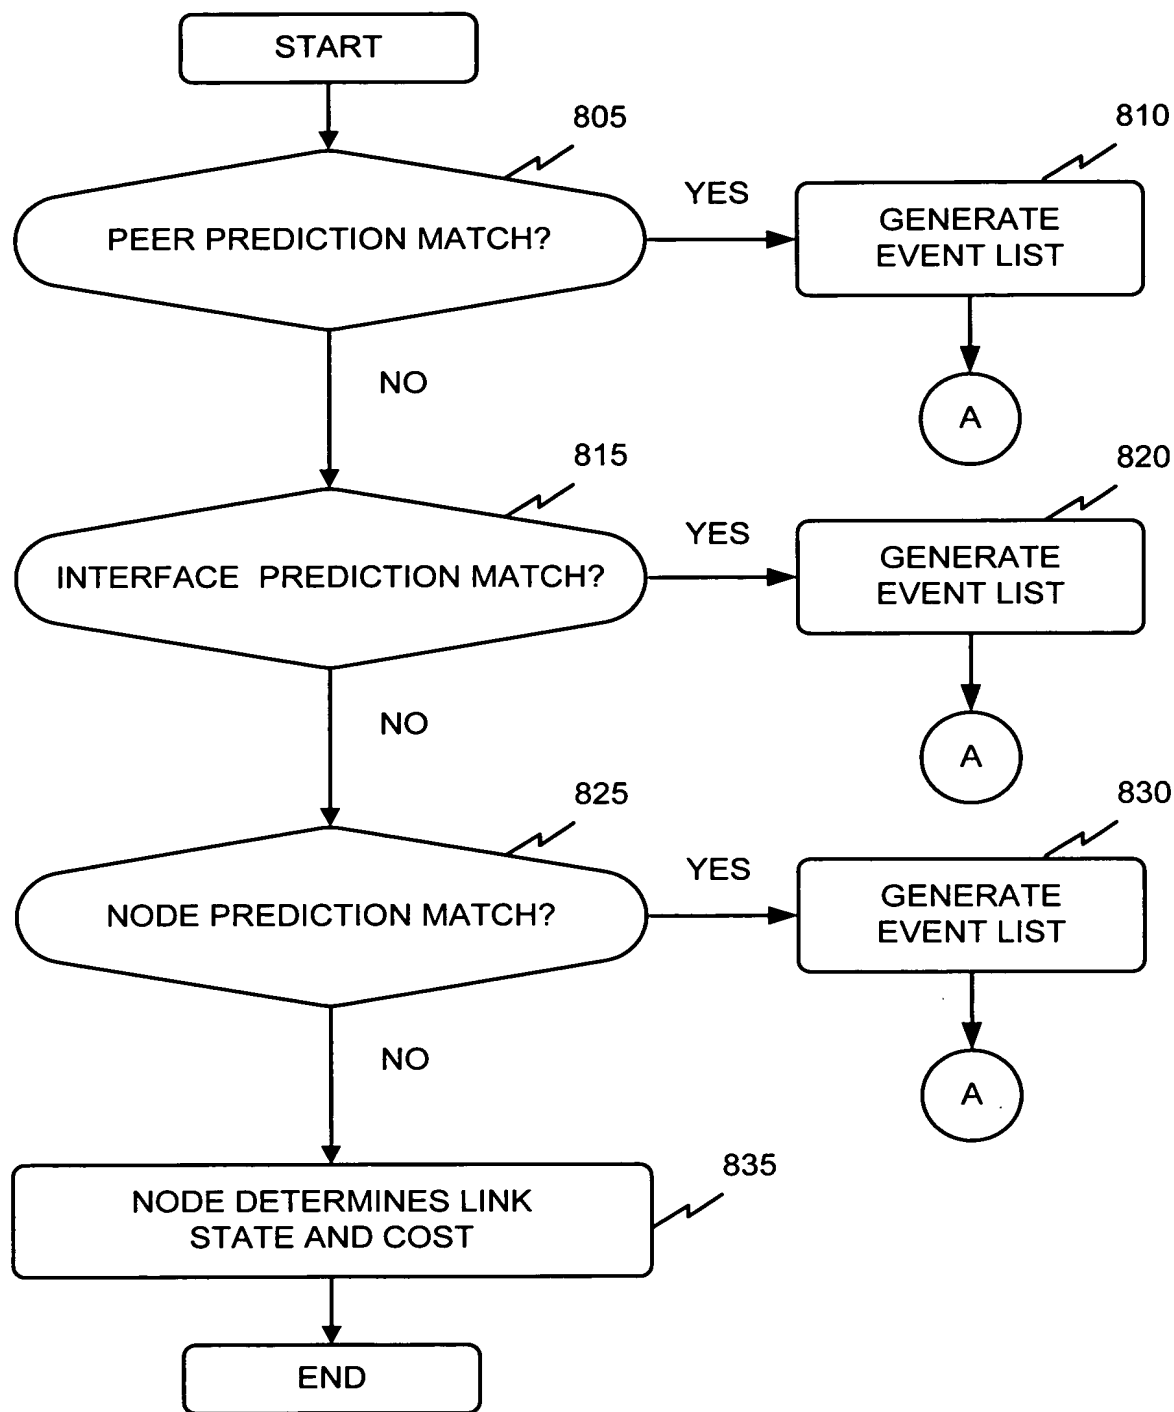 START
805
PEER PREDICTION MATCH?
YES
810
GENERATE
EVENT LIST
A
NO
815
INTERFACE PREDICTION MATCH?
YES
820
GENERATE
EVENT LIST
A
NO
825
NODE PREDICTION MATCH?
YES
830
GENERATE
EVENT LIST
A
NO
835
NODE DETERMINES LINK
STATE AND COST
END